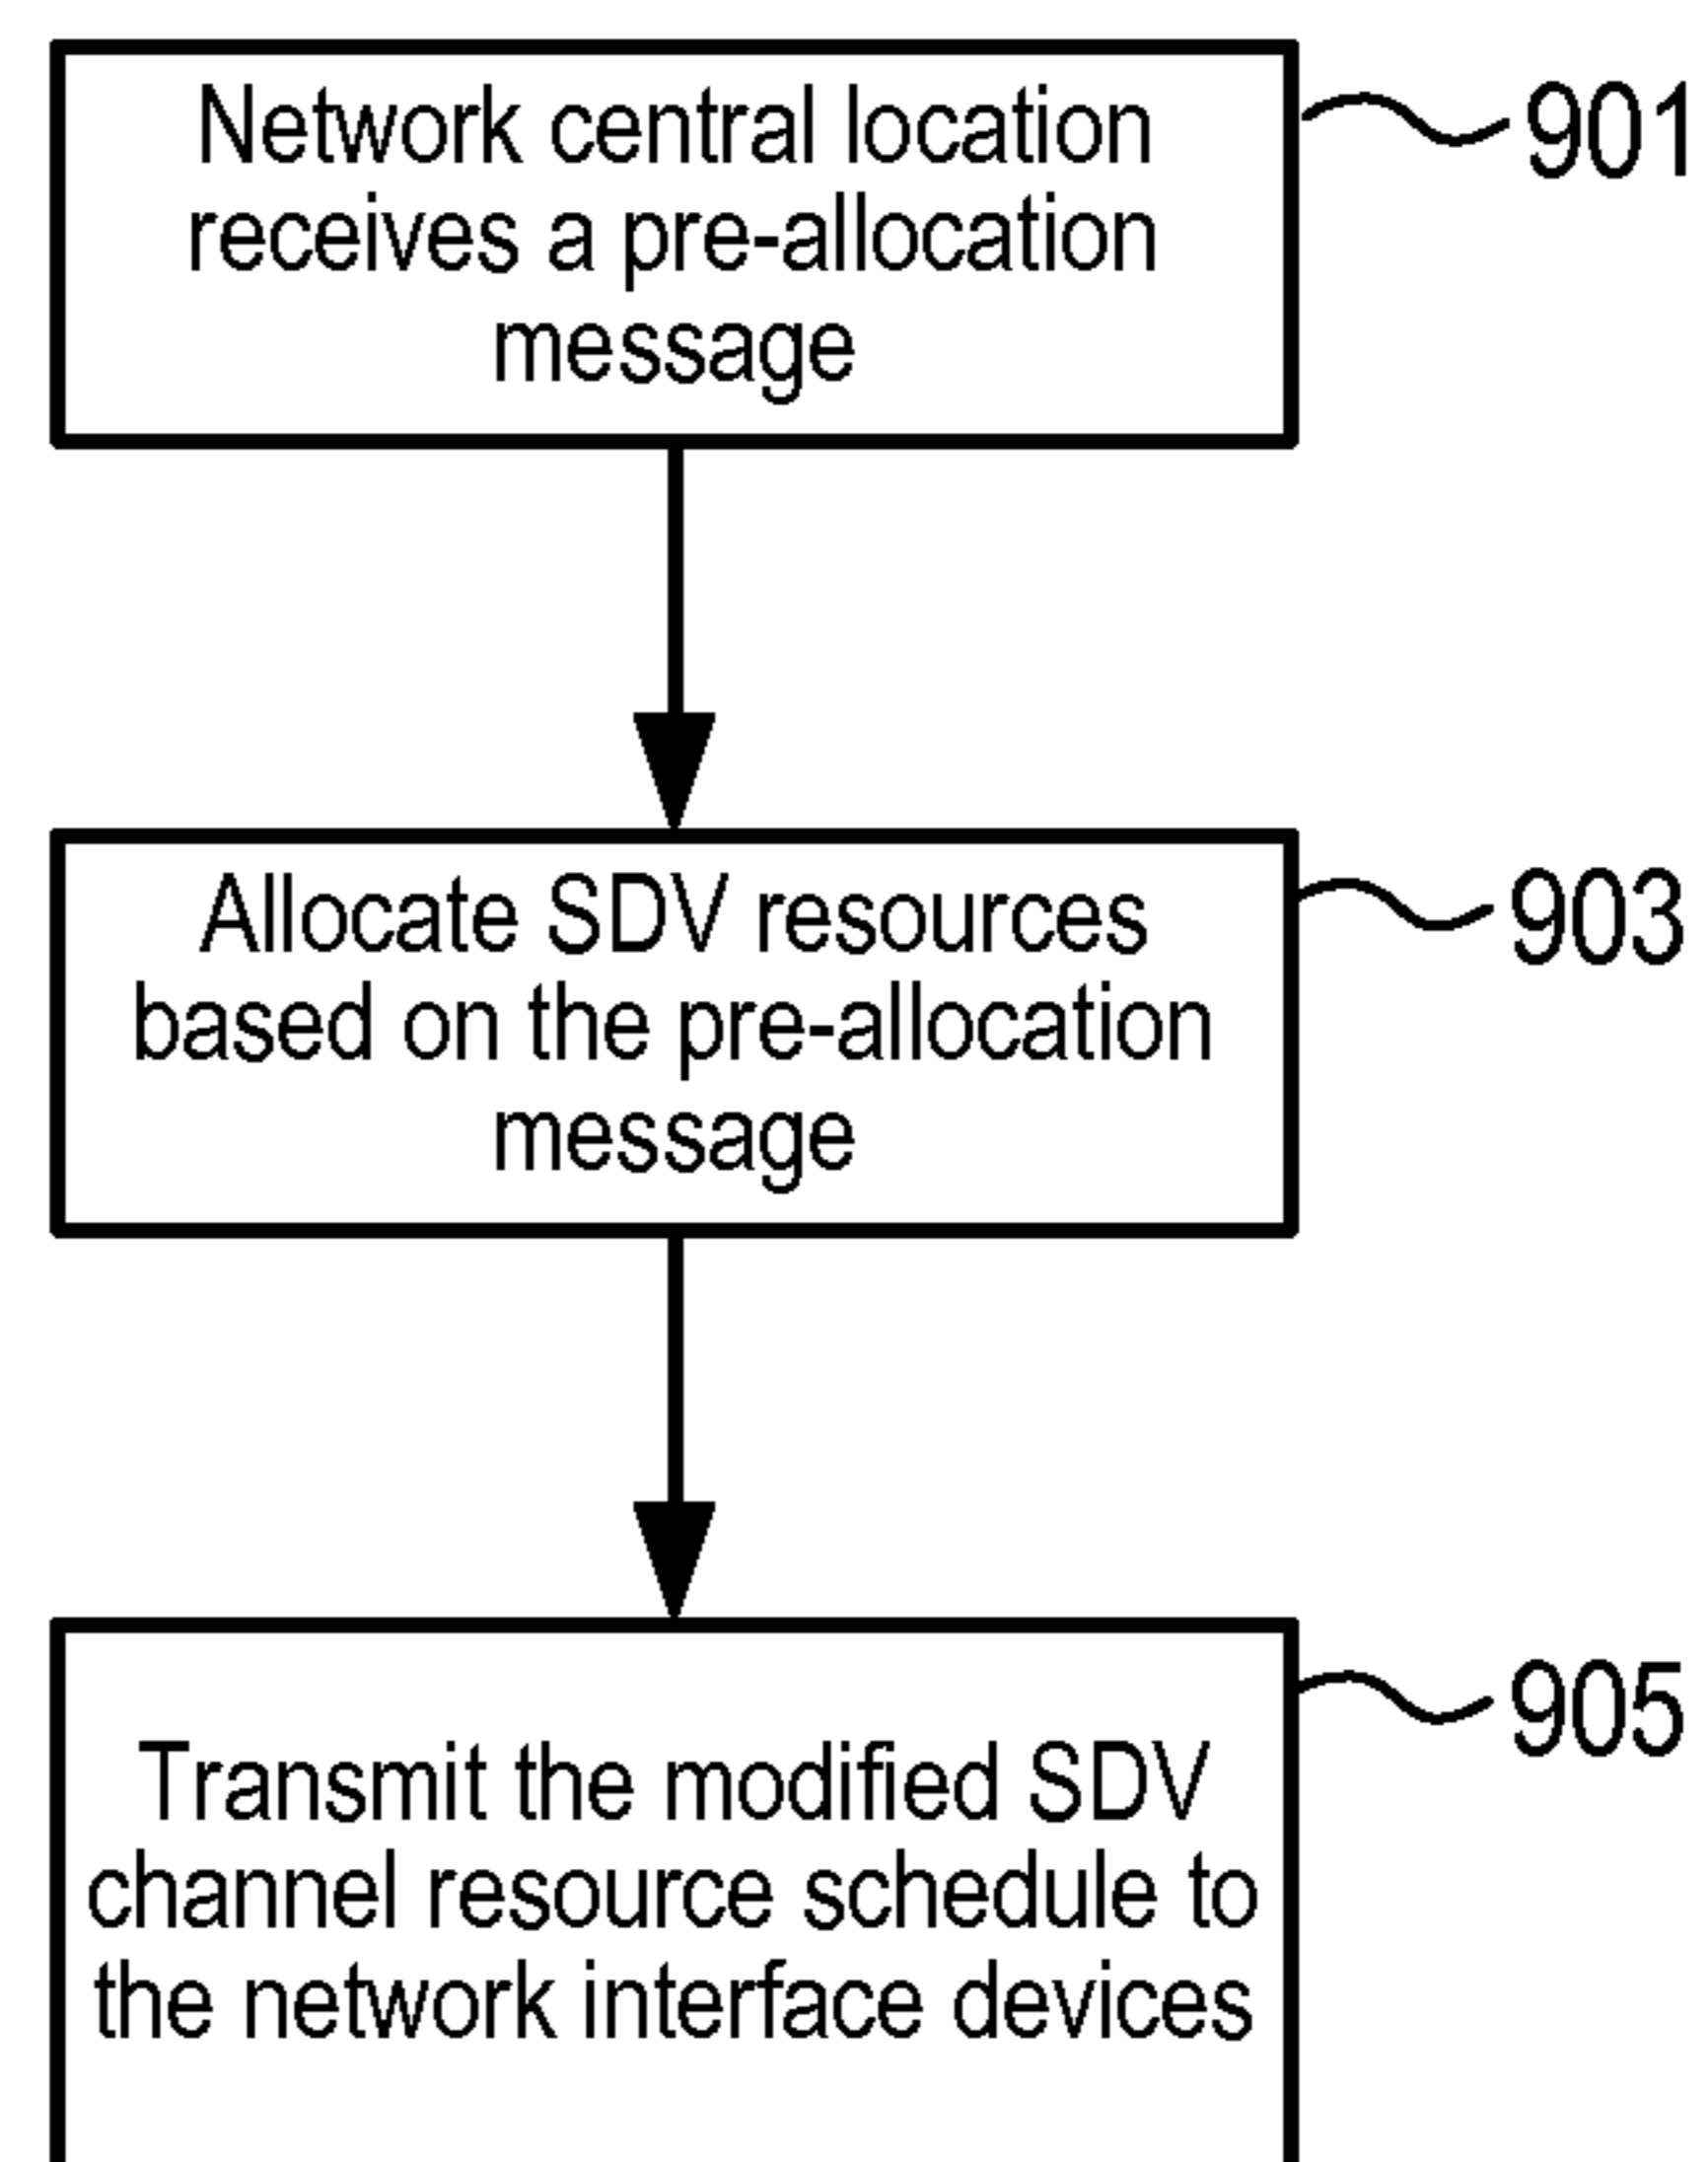 Network central location
receives a pre-allocation
message
901
Allocate SDV resources
based on the pre-allocation
message
903
Transmit the modified SDV
channel resource schedule to
the network interface devices
905